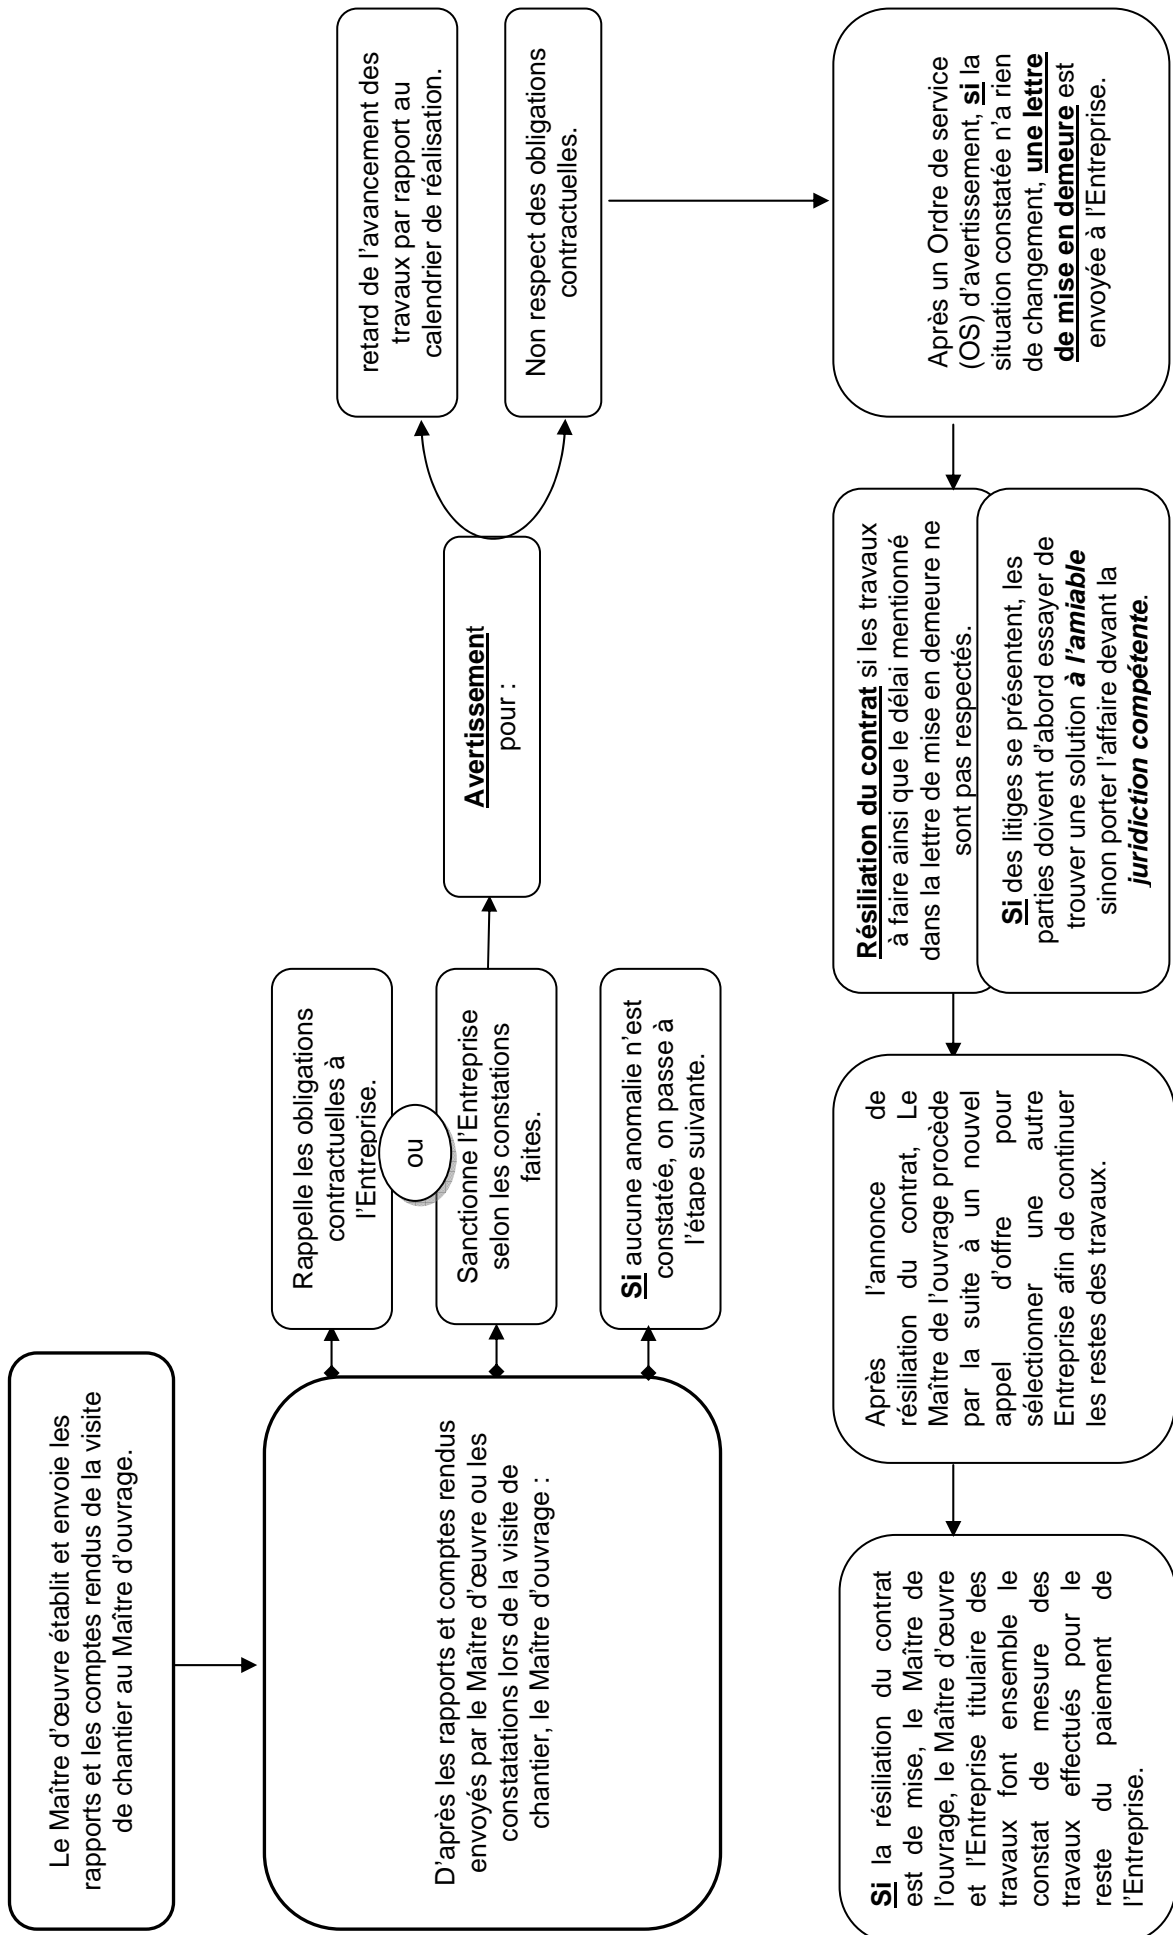 Le Maître d'œuvre établit et envoie les
rapports et les comptes rendus de la visite
de chantier au Maître d'ouvrage.
D'après les rapports et comptes rendus
envoyés par le Maître d'œuvre ou les
constatations lors de la visite de
chantier, le Maître d'ouvrage :
Rappelle les obligations
contractuelles à
l'Entreprise.
ou
Sanctionne l'Entreprise
selon les constations
faites.
Si aucune anomalie n'est
constatée, on passe à
l'étape suivante.
Avertissement
pour :
retard de l'avancement des
travaux par rapport au
calendrier de réalisation.
Non respect des obligations
contractuelles.
Après un Ordre de service
(OS) d'avertissement, si la
situation constatée n'a rien
de changement, une lettre
de mise en demeure est
envoyée à l'Entreprise.
Résiliation du contrat si les travaux
à faire ainsi que le délai mentionné
dans la lettre de mise en demeure ne
sont pas respectés.
Si des litiges se présentent, les
parties doivent d'abord essayer de
trouver une solution à l'amiable
sinon porter l'affaire devant la
juridiction compétente.
Après l'annonce de
résiliation du contrat, Le
Maître de l'ouvrage procède
par la suite à un nouvel
appel d'offre pour
sélectionner une autre
Entreprise afin de continuer
les restes des travaux.
Si la résiliation du contrat
est de mise, le Maître de
l'ouvrage, le Maître d'œuvre
et l'Entreprise titulaire des
travaux font ensemble le
constat de mesure des
travaux effectués pour le
reste du paiement de
l'Entreprise.